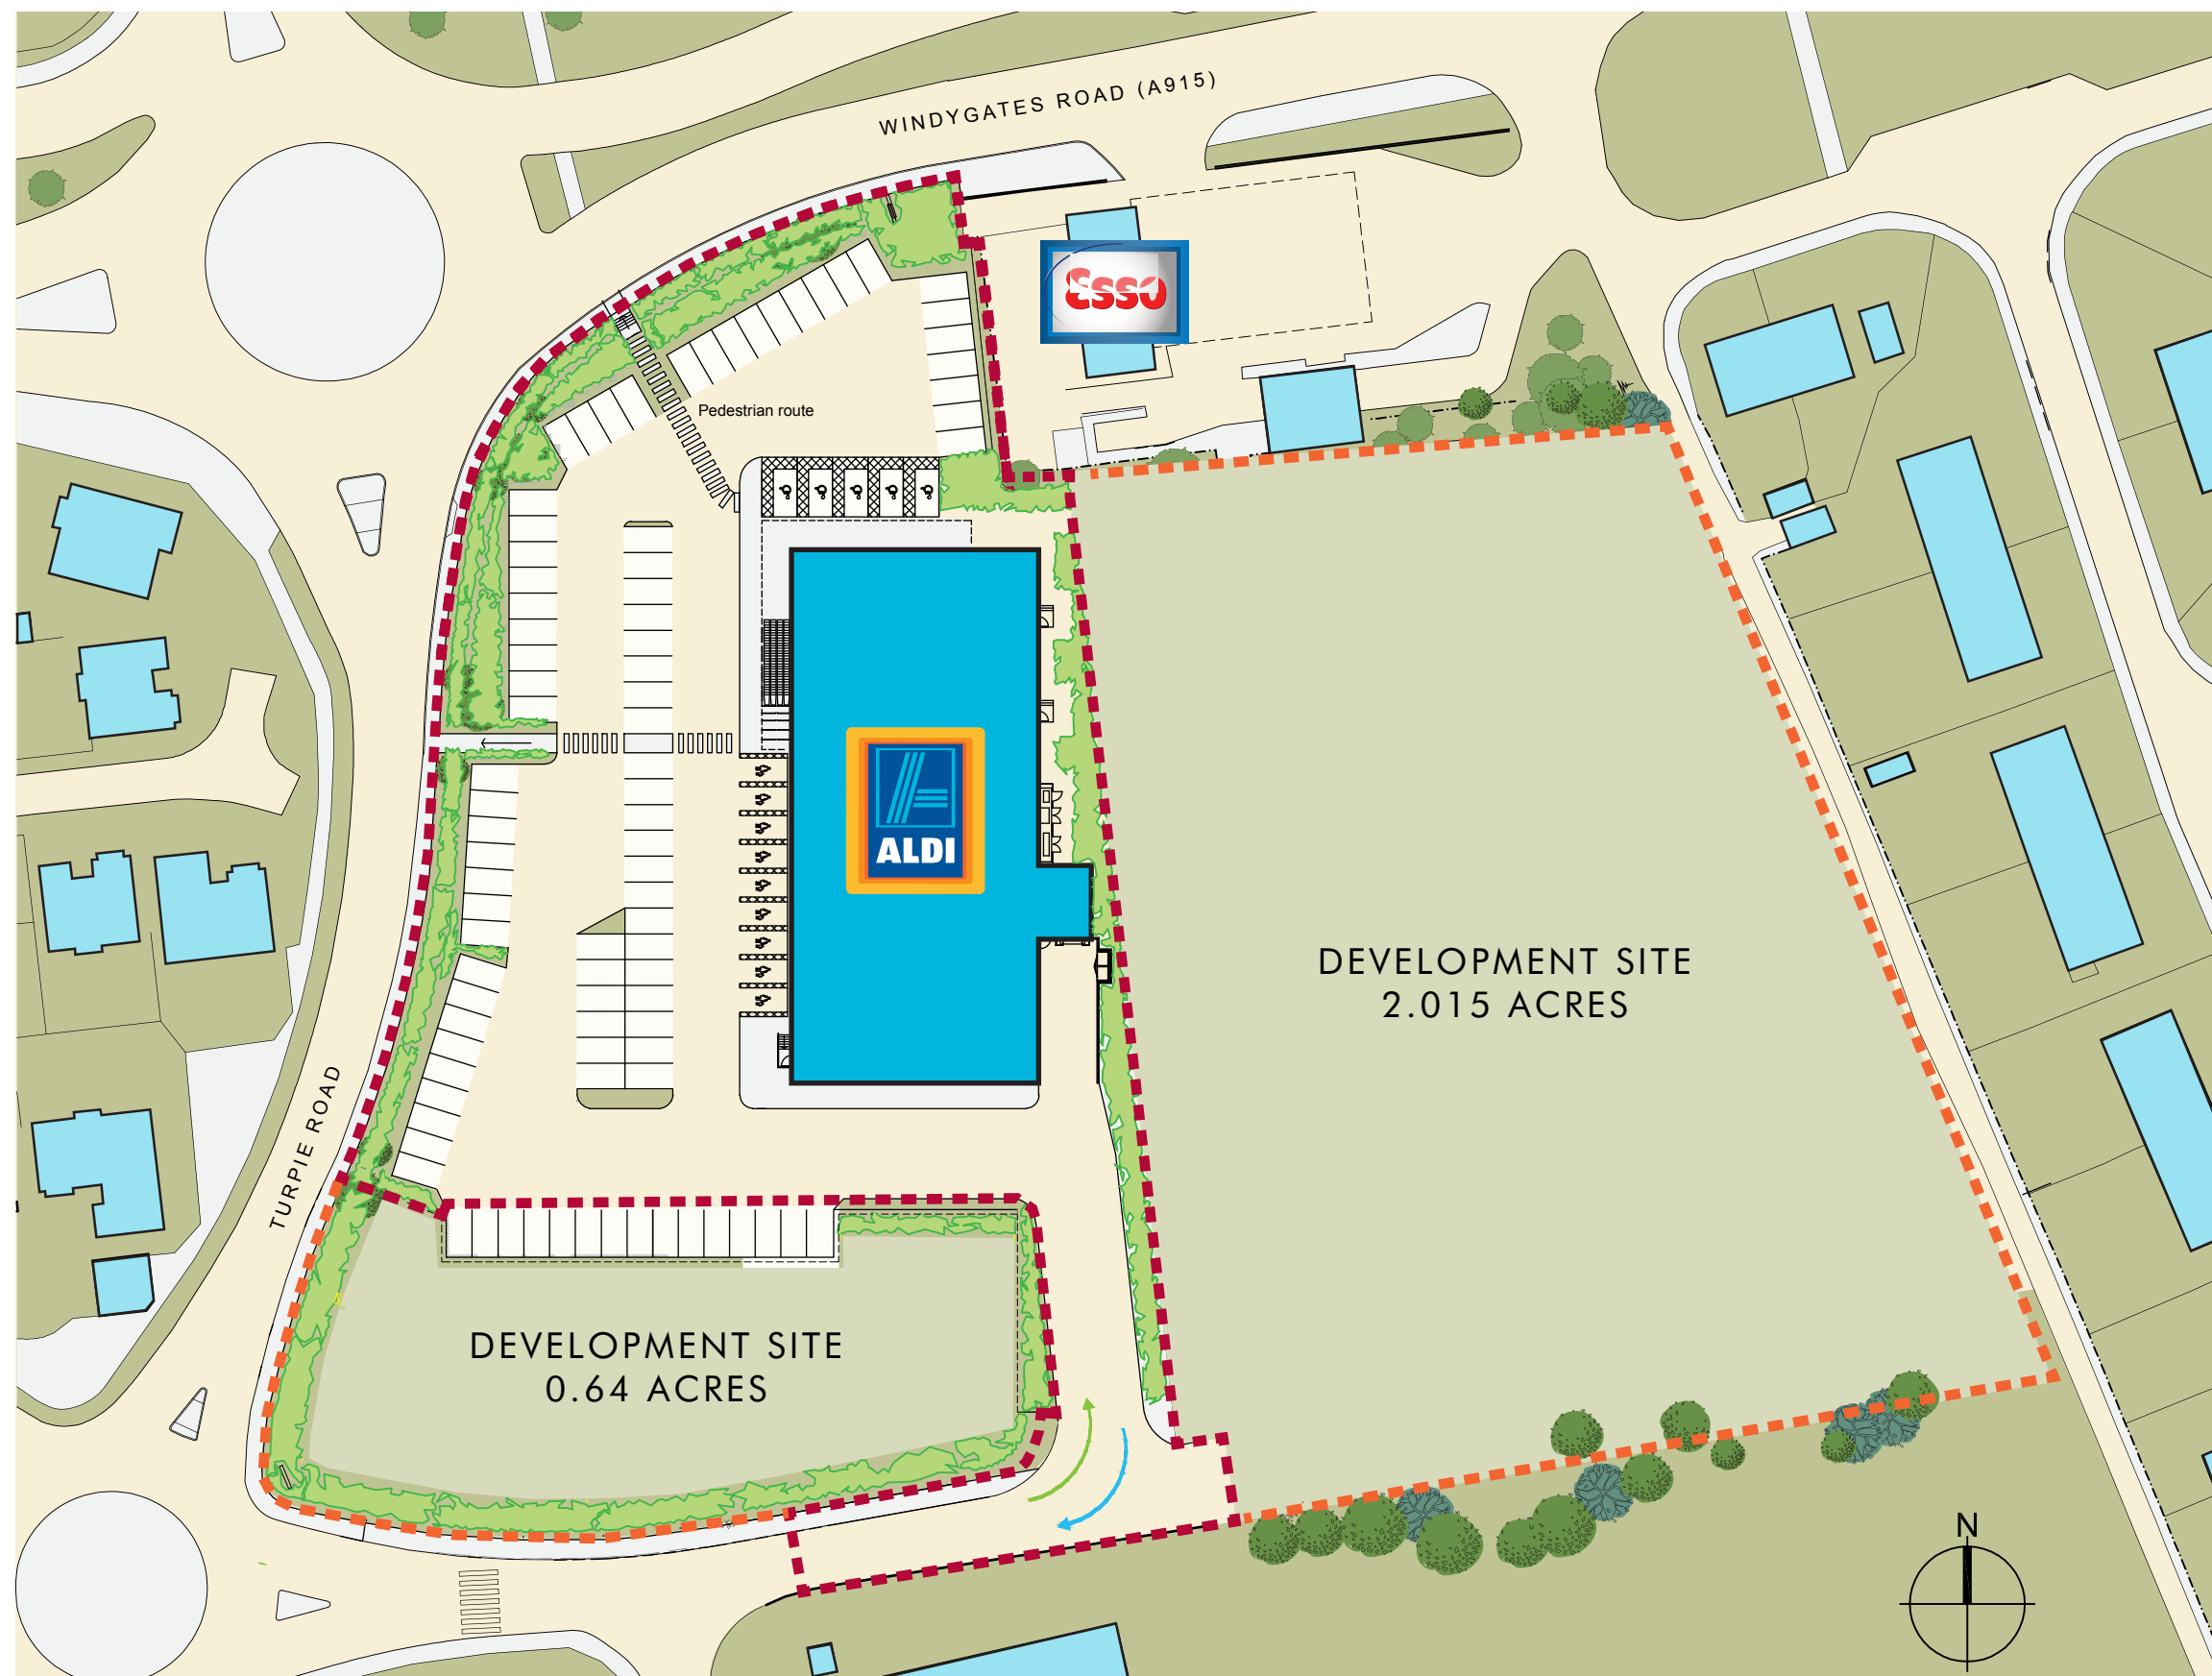 WINDYGATES ROAD (A915)
Esso
Pedestrian route
ALDI
DEVELOPMENT SITE
2.015 ACRES
TURPIE ROAD
DEVELOPMENT SITE
0.64 ACRES
N